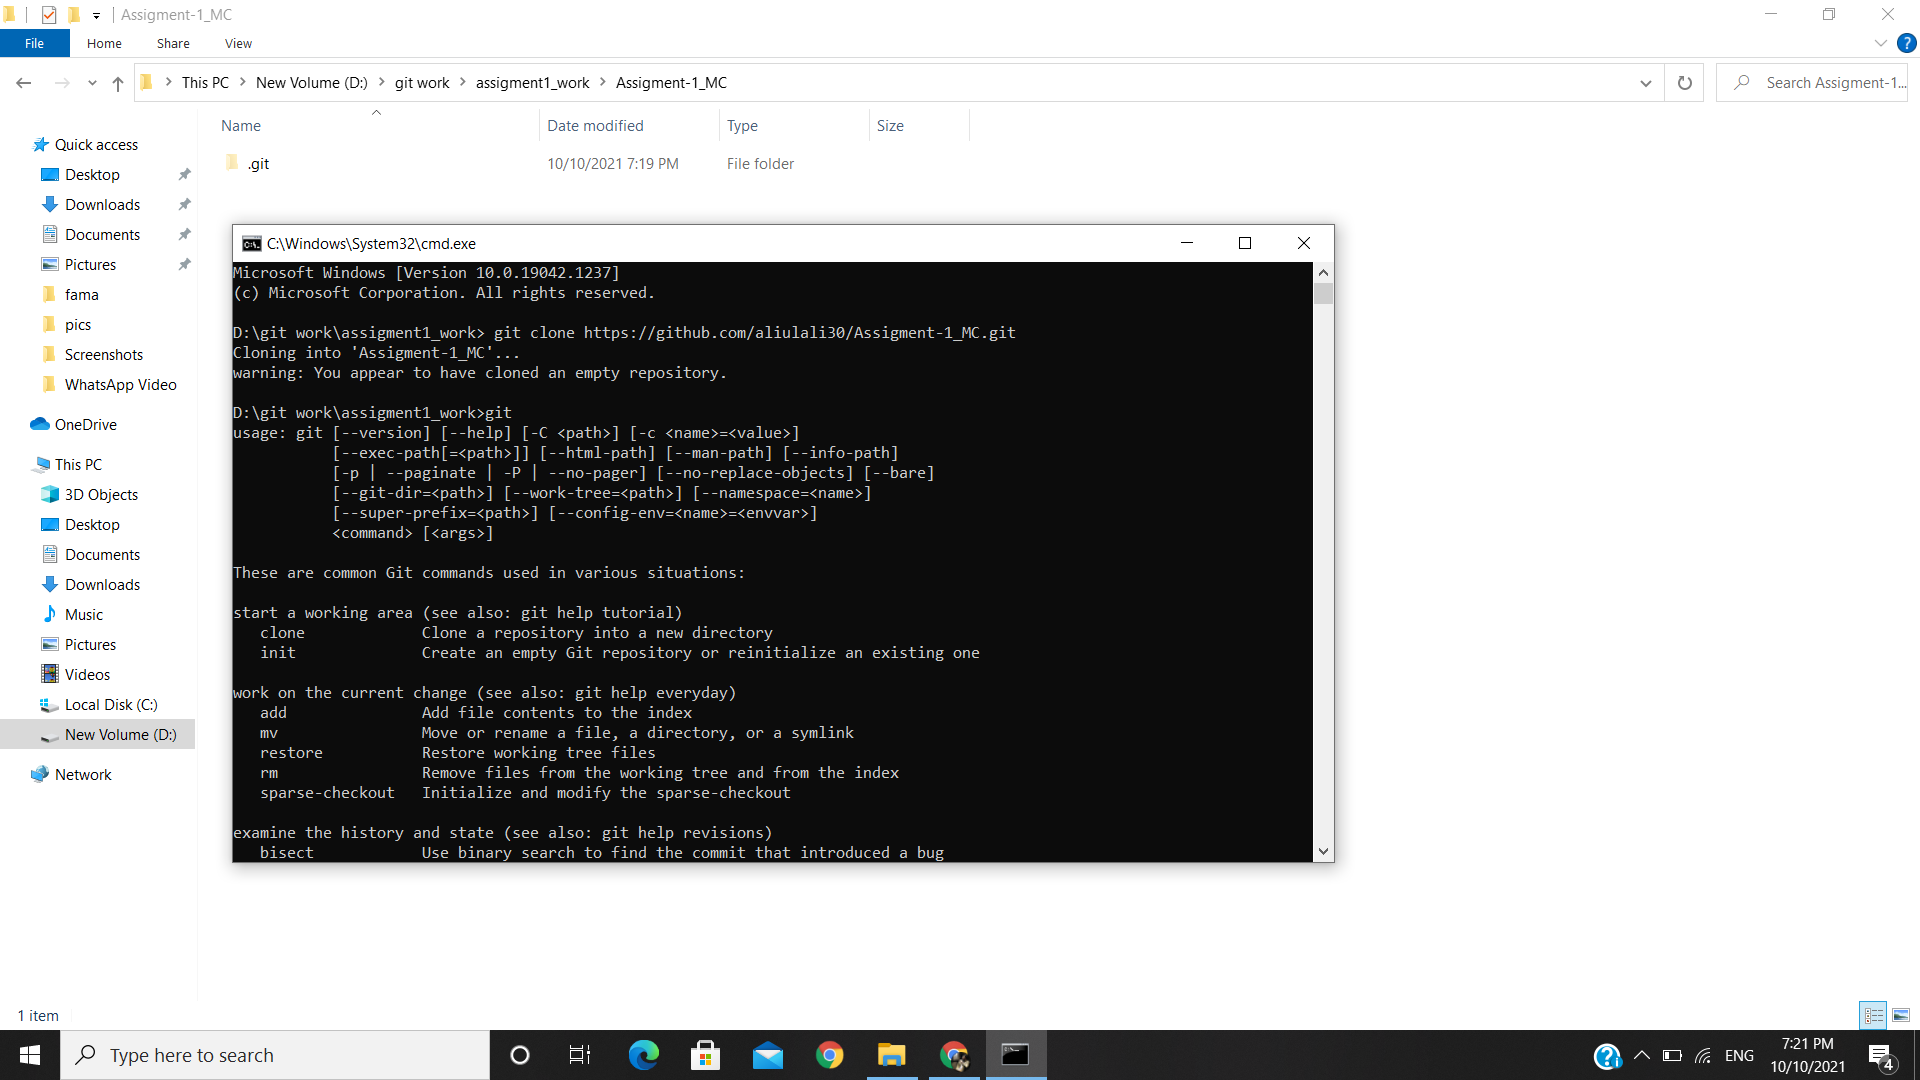 Assigment-1_MC
File Home Share View
This PC New Volume (D:) git work assigment1_work Assigment-1_MC
Search Assigment-1...
Name Date modified Type Size
.git 10/10/2021 7:19 PM File folder
Quick access
Desktop
Downloads
Documents
Pictures
fama
pics
Screenshots
WhatsApp Video
OneDrive
This PC
3D Objects
Desktop
Documents
Downloads
Music
Pictures
Videos
Local Disk (C:)
New Volume (D:)
Network
C:\Windows\System32\cmd.exe
Microsoft Windows [Version 10.0.19042.1237]
(c) Microsoft Corporation. All rights reserved.
D:\git work\assigment1_work> git clone https://github.com/aliulali30/Assigment-1_MC.git
Cloning into 'Assigment-1_MC'...
warning: You appear to have cloned an empty repository.
D:\git work\assigment1_work>git
usage: git [--version] [--help] [-C <path>] [-c <name>=<value>]
[--exec-path[=<path>]] [--html-path] [--man-path] [--info-path]
[-p | --paginate | -P | --no-pager] [--no-replace-objects] [--bare]
[--git-dir=<path>] [--work-tree=<path>] [--namespace=<name>]
[--super-prefix=<path>] [--config-env=<name>=<envvar>]
<command> [<args>]
These are common Git commands used in various situations:
start a working area (see also: git help tutorial)
clone Clone a repository into a new directory
init Create an empty Git repository or reinitialize an existing one
work on the current change (see also: git help everyday)
add Add file contents to the index
mv Move or rename a file, a directory, or a symlink
restore Restore working tree files
rm Remove files from the working tree and from the index
sparse-checkout Initialize and modify the sparse-checkout
examine the history and state (see also: git help revisions)
bisect Use binary search to find the commit that introduced a bug
1 item
Type here to search
ENG
7:21 PM
10/10/2021
4